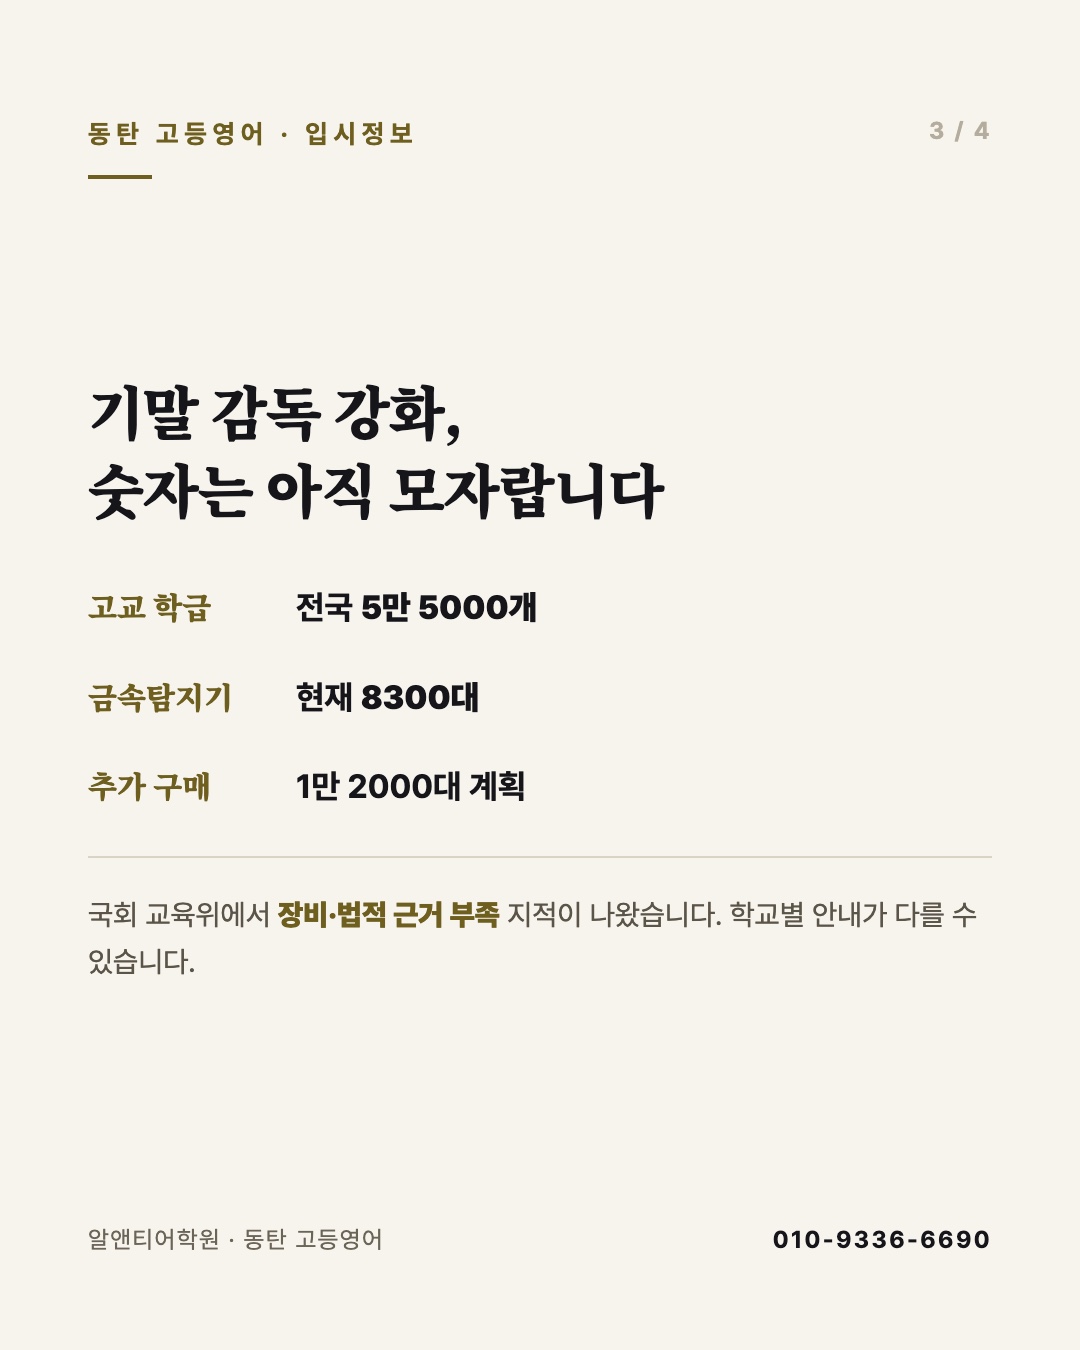 동탄 고등영어 · 입시정보
3 / 4
기말 감독 강화,
숫자는 아직 모자랍니다
고교 학급 전국 5만 5000개
금속탐지기 현재 8300대
추가 구매 1만 2000대 계획
국회 교육위에서 장비·법적 근거 부족 지적이 나왔습니다. 학교별 안내가 다를 수
있습니다.
알앤티어학원 · 동탄 고등영어
010-9336-6690